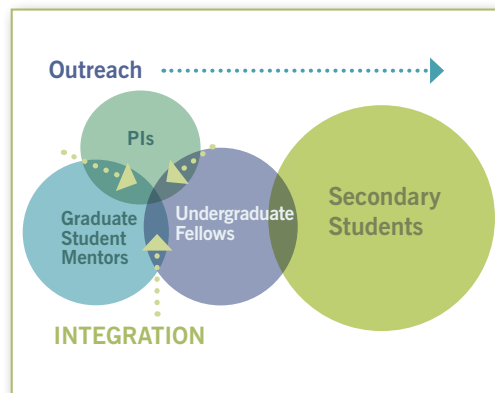 Outreach
PIs
Graduate
Student
Mentors
Undergraduate
Fellows
Secondary
Students
INTEGRATION